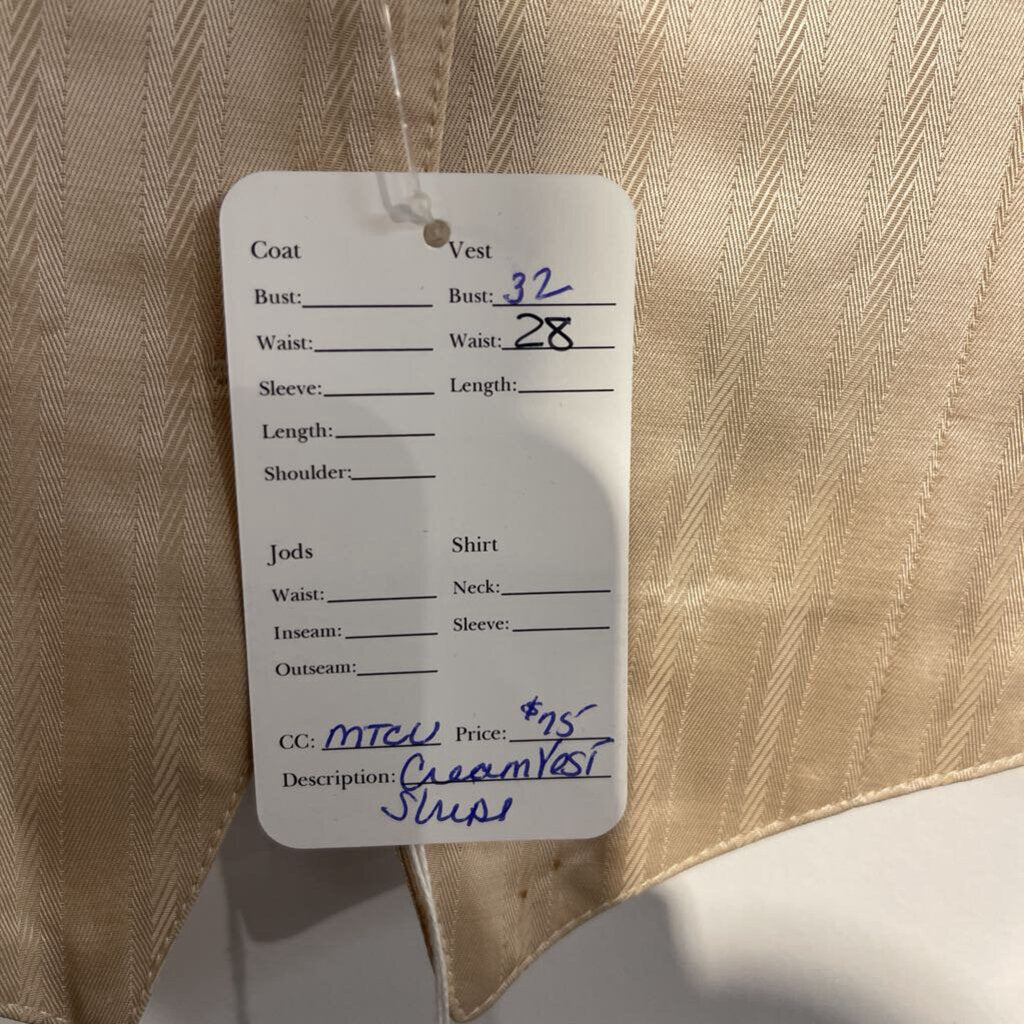 Coat
Bust:
Waist:
Sleeve:
Length:
Shoulder:
Vest
Bust: 32
Waist: 28
Length:
Jods
Waist:
Inseam:
Outseam:
Shirt
Neck:
Sleeve:
CC: MTCU Price: $75
Description: Cream Vest